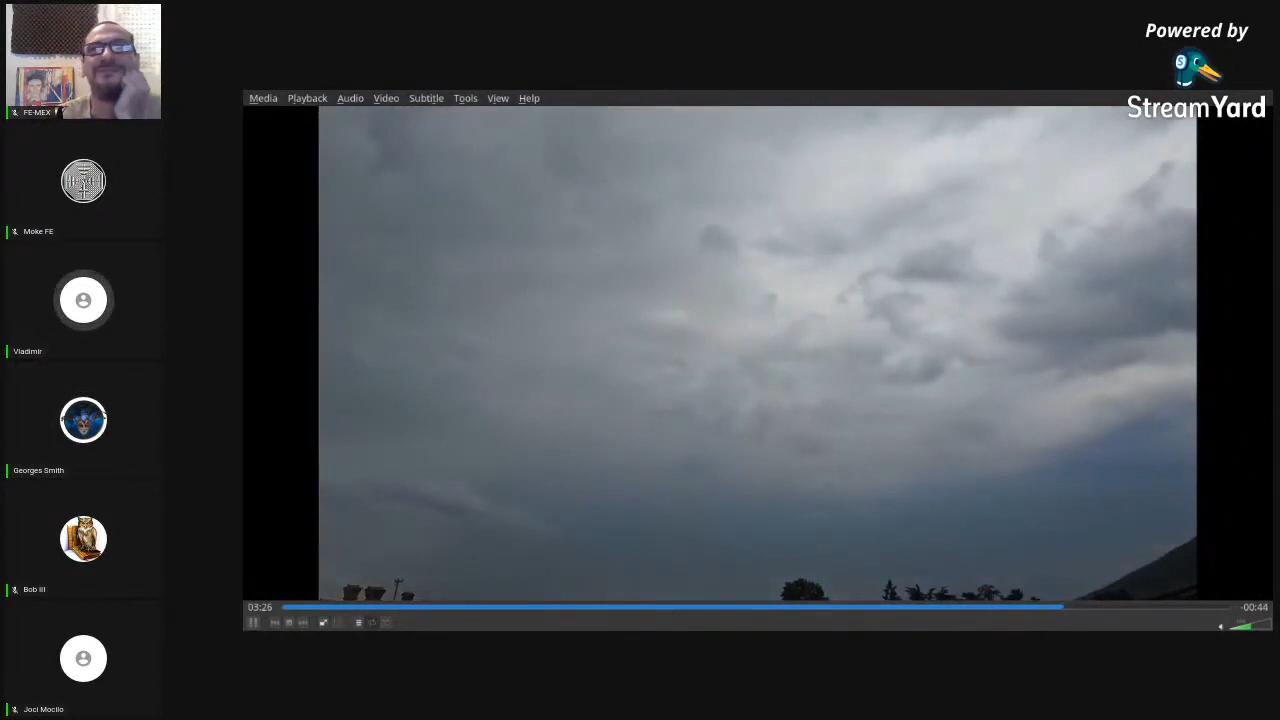 Powered by
StreamYard
Media Playback Audio Video Subtitle Tools View Help
FE-MEX
Moke FE
Vladimir
Georges Smith
Bob III
Joci Mocilo
03:26
-00:44